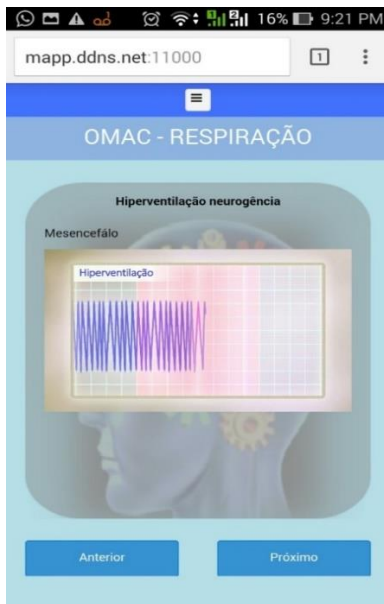 16% 9:21 PM
mapp.ddns.net:11000 1
OMAC - RESPIRAÇÃO
Hiperventilação neurogência
Mesencefálo
Hiperventilação
Anterior Próximo